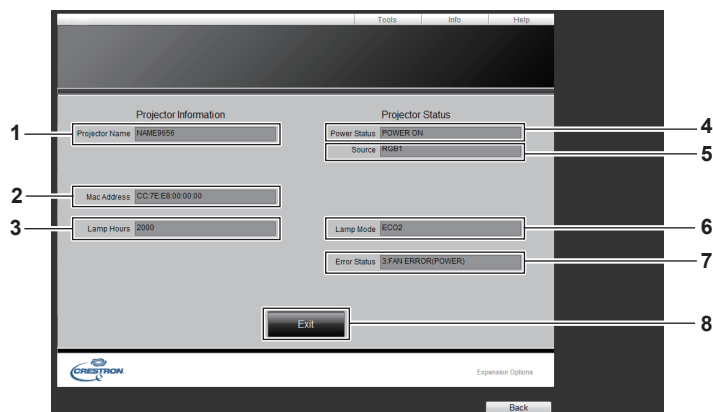 Tools Info Help
Projector Information Projector Status
1 Projector Name NAME9656 Power Status POWER ON 4
Source RGB1 5
2 Mac Address CC:7E:E8:00:00:00
3 Lamp Hours 2000 Lamp Mode ECO2 6
Error Status 3:FAN ERROR(POWER) 7
Exit 8
CRESTRON Expansion Options
Back